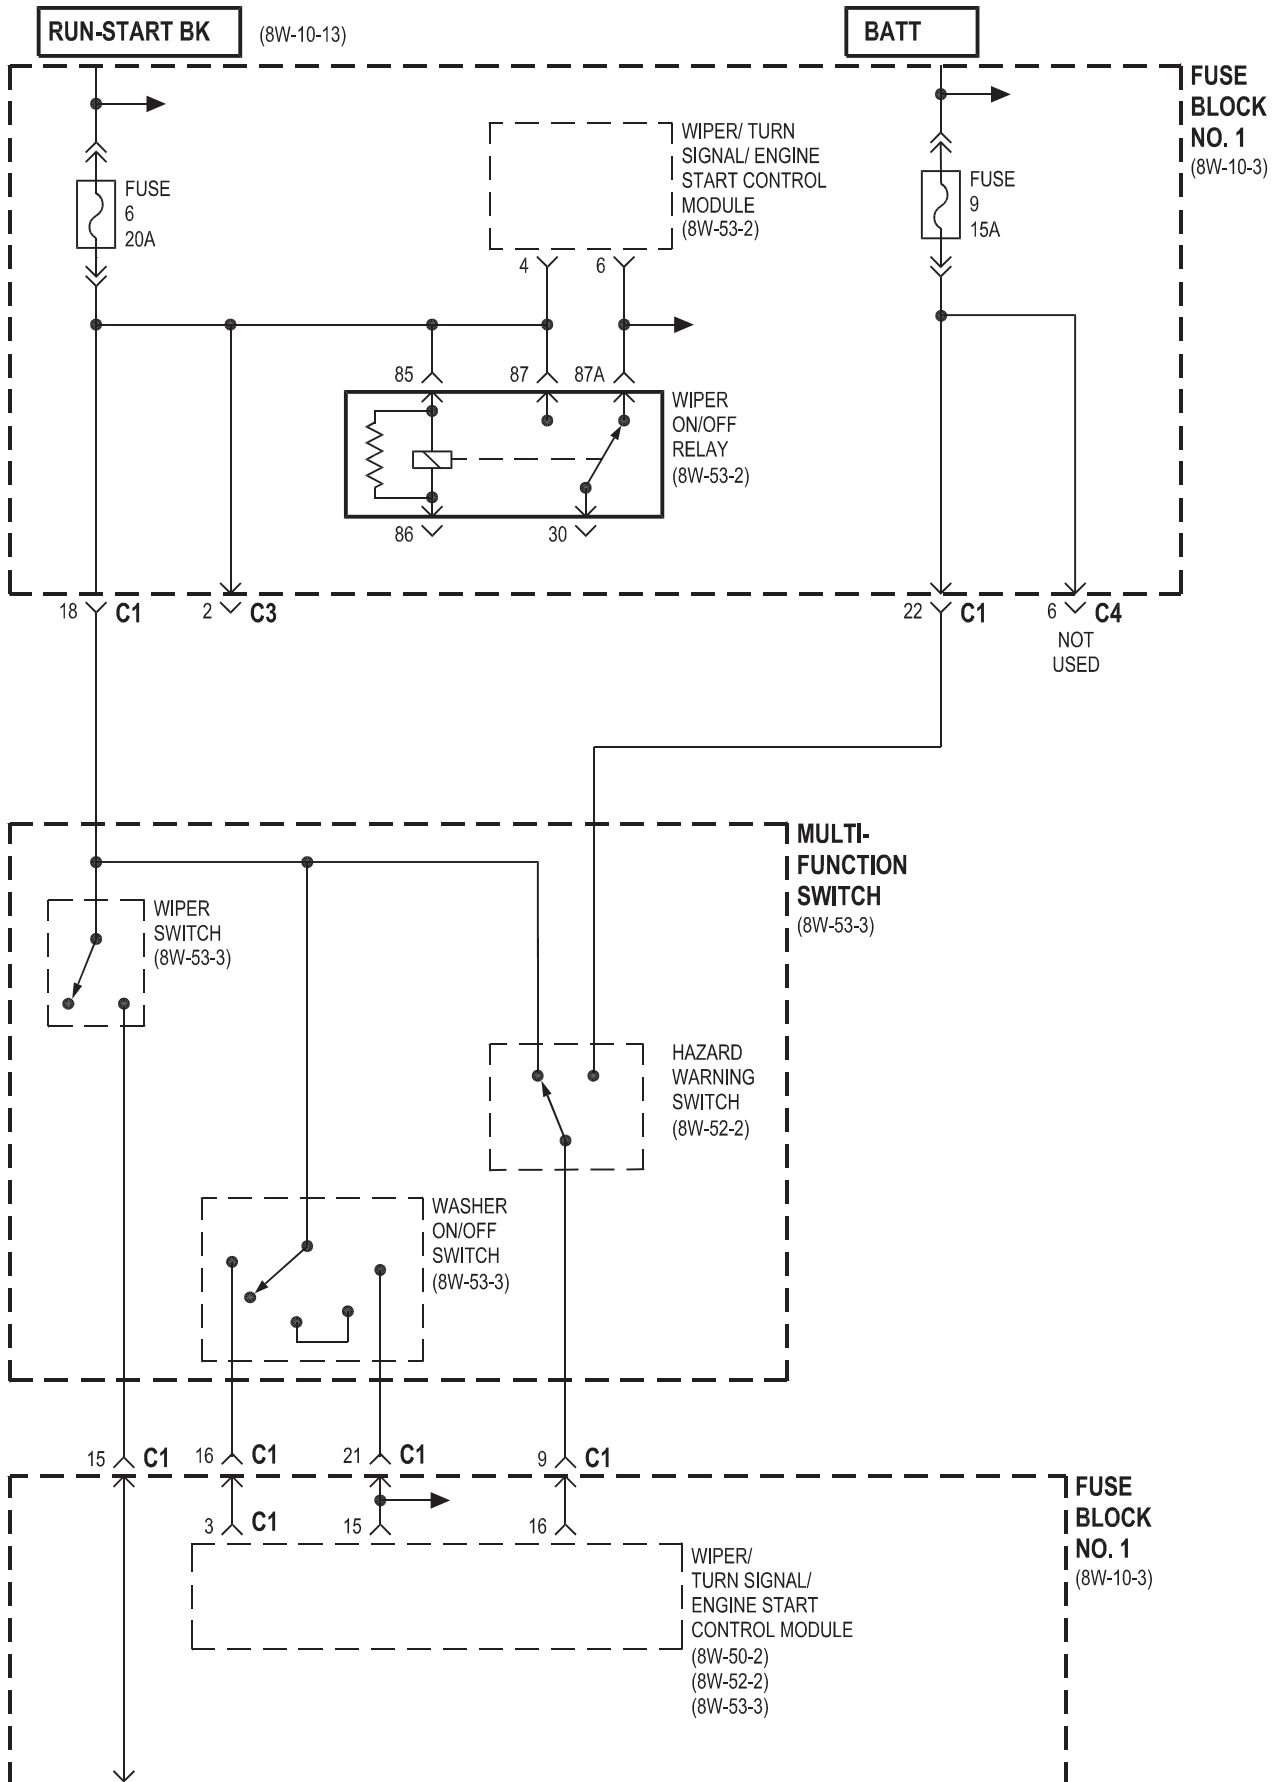 RUN-START BK
(8W-10-13)
BATT
FUSE
BLOCK
NO. 1
(8W-10-3)
WIPER/ TURN
SIGNAL/ ENGINE
START CONTROL
MODULE
(8W-53-2)
FUSE
6
20A
FUSE
9
15A
4
6
85
87
87A
WIPER
ON/OFF
RELAY
(8W-53-2)
86
30
18 C1
2 C3
22 C1
6 C4
NOT
USED
MULTI-
FUNCTION
SWITCH
(8W-53-3)
WIPER
SWITCH
(8W-53-3)
HAZARD
WARNING
SWITCH
(8W-52-2)
WASHER
ON/OFF
SWITCH
(8W-53-3)
15 C1
16 C1
21 C1
9 C1
FUSE
BLOCK
NO. 1
(8W-10-3)
3 C1
15
16
WIPER/
TURN SIGNAL/
ENGINE START
CONTROL MODULE
(8W-50-2)
(8W-52-2)
(8W-53-3)